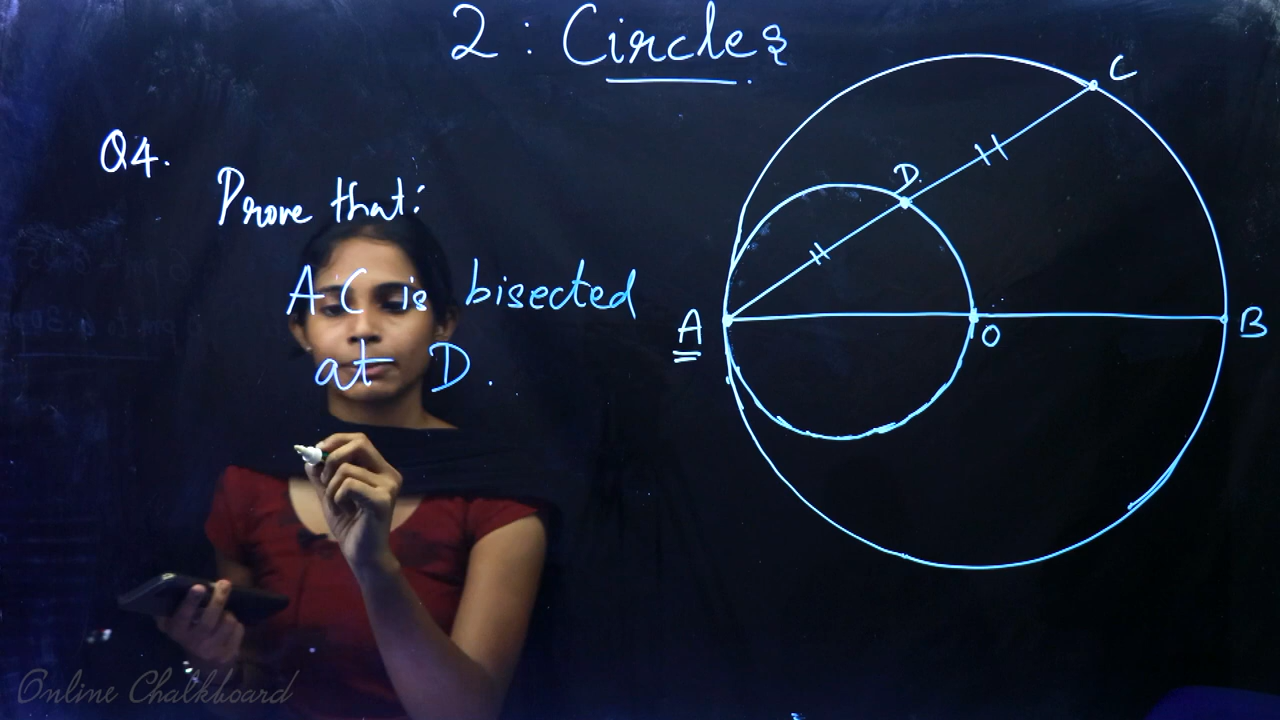 2 : Circles
Q4.
Prove that:
AC is bisected
at D.
C
D.
A
O
B
Online Chalkboard